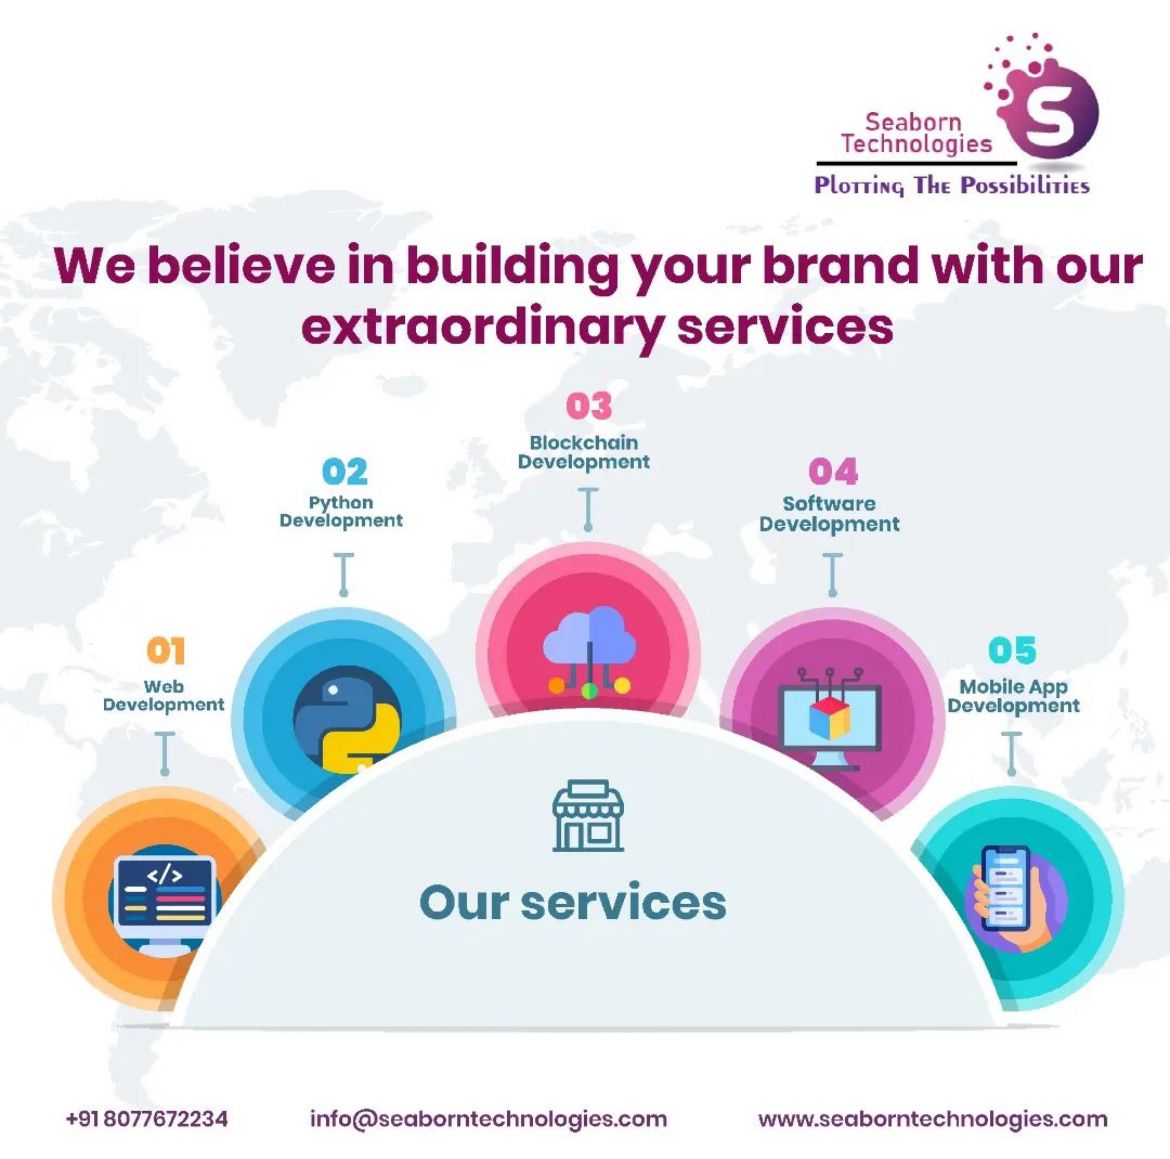 Seaborn
Technologies
S
Plotting The Possibilities
We believe in building your brand with our
extraordinary services
03
Blockchain
Development
02
Python
Development
04
Software
Development
01
Web
Development
05
Mobile App
Development
</>
Our services
+91 8077672234
info@seaborntechnologies.com
www.seaborntechnologies.com